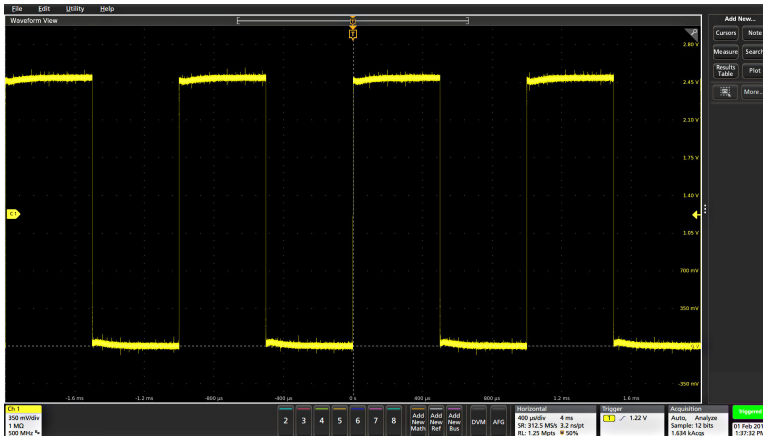 File Edit Utility Help
Waveform View
Add New...
Cursors Note
Measure Search
Results Table Plot
More...
2.80 V
2.45 V
2.10 V
1.75 V
1.40 V
1.05 V
700 mV
350 mV
-350 mV
C1
T
-1.6 ms -1.2 ms -800 µs -400 µs 0 s 400 µs 800 µs 1.2 ms 1.6 ms
Ch 1
350 mV/div
1 MΩ
500 MHz
2 3 4 5 6 7 8
Add New Math
Add New Ref
Add New Bus
DVM
AFG
Horizontal
400 µs/div 4 ms
SR: 312.5 MS/s 3.2 ns/pt
RL: 1.25 Mpts 50%
Trigger
1 1.22 V
Acquisition
Auto, Analyze
Sample: 12 bits
1.634 kAcqs
Triggered
01 Feb 201
1:37:32 PM